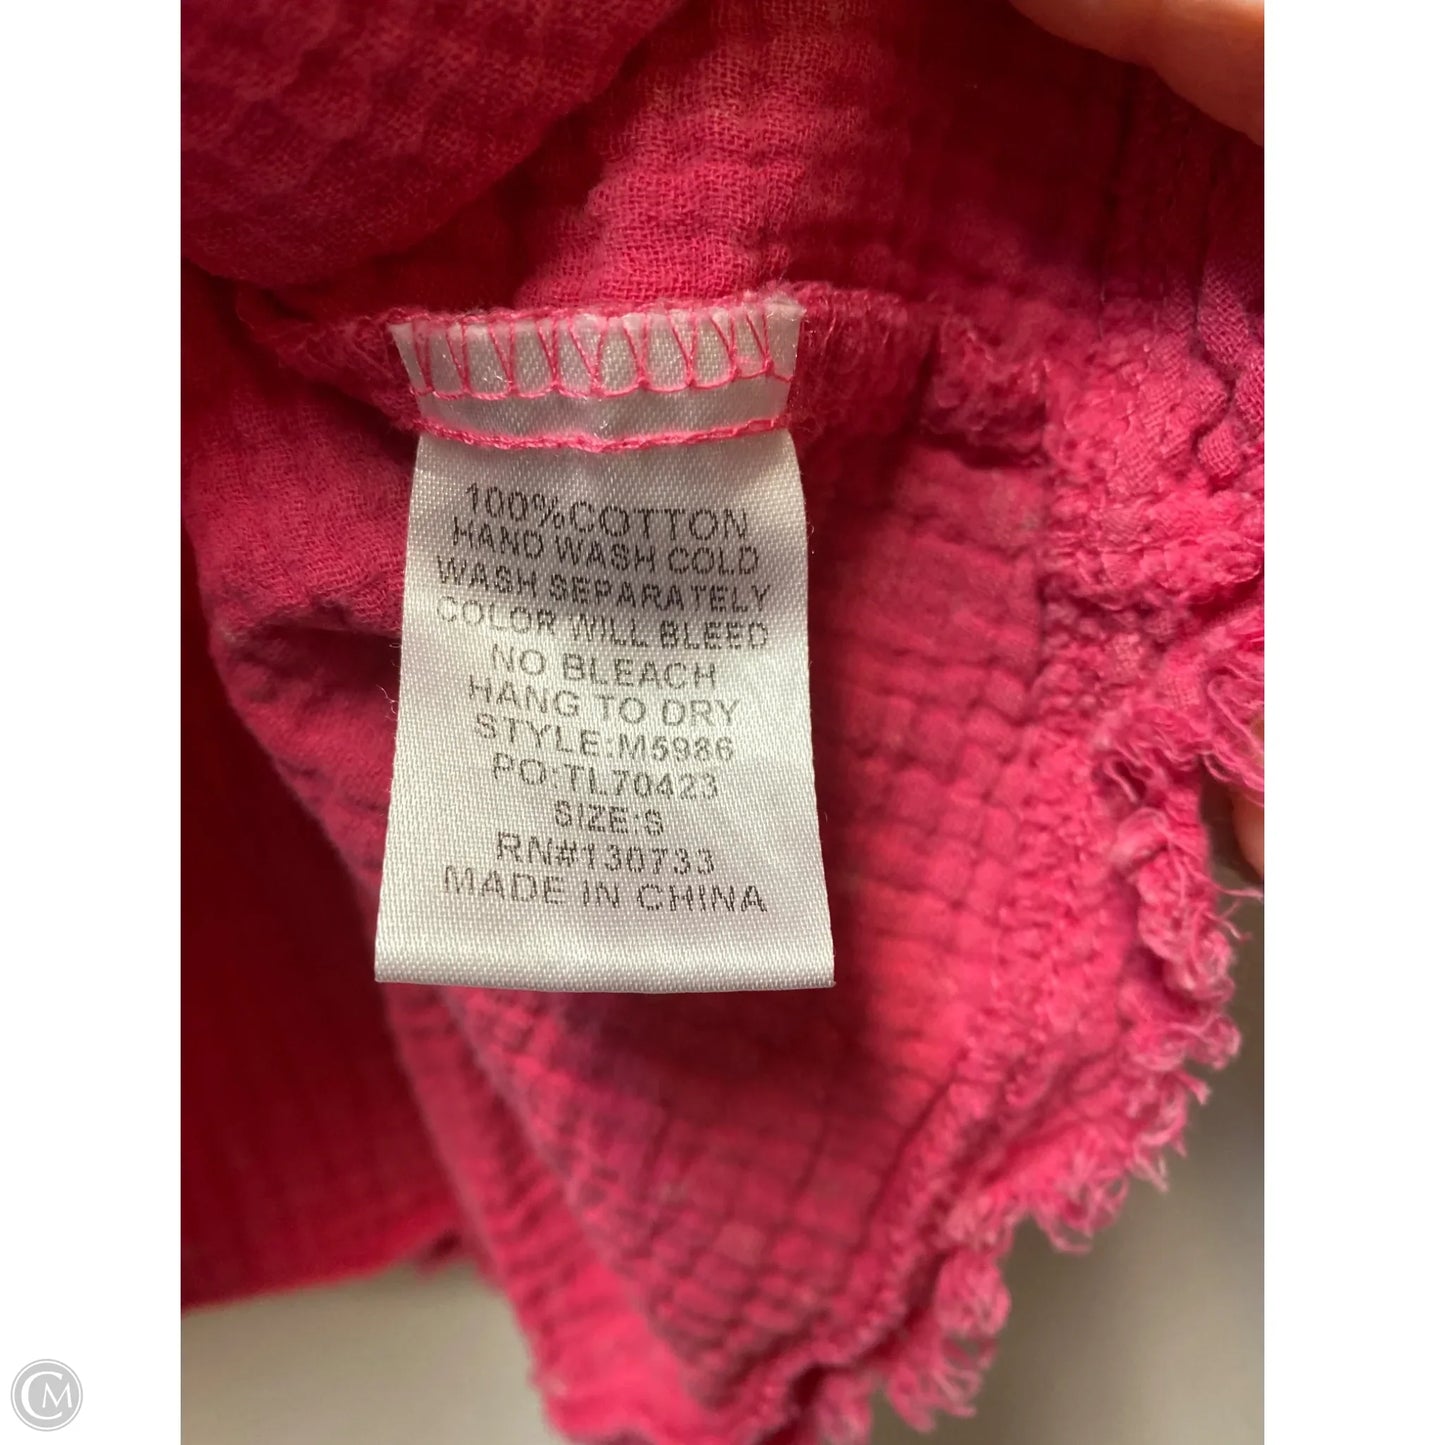 100%COTTON
HAND WASH COLD
WASH SEPARATELY
COLOR WILL BLEED
NO BLEACH
HANG TO DRY
STYLE:M5986
PO:TL70423
SIZE:S
RN#130733
MADE IN CHINA
CM